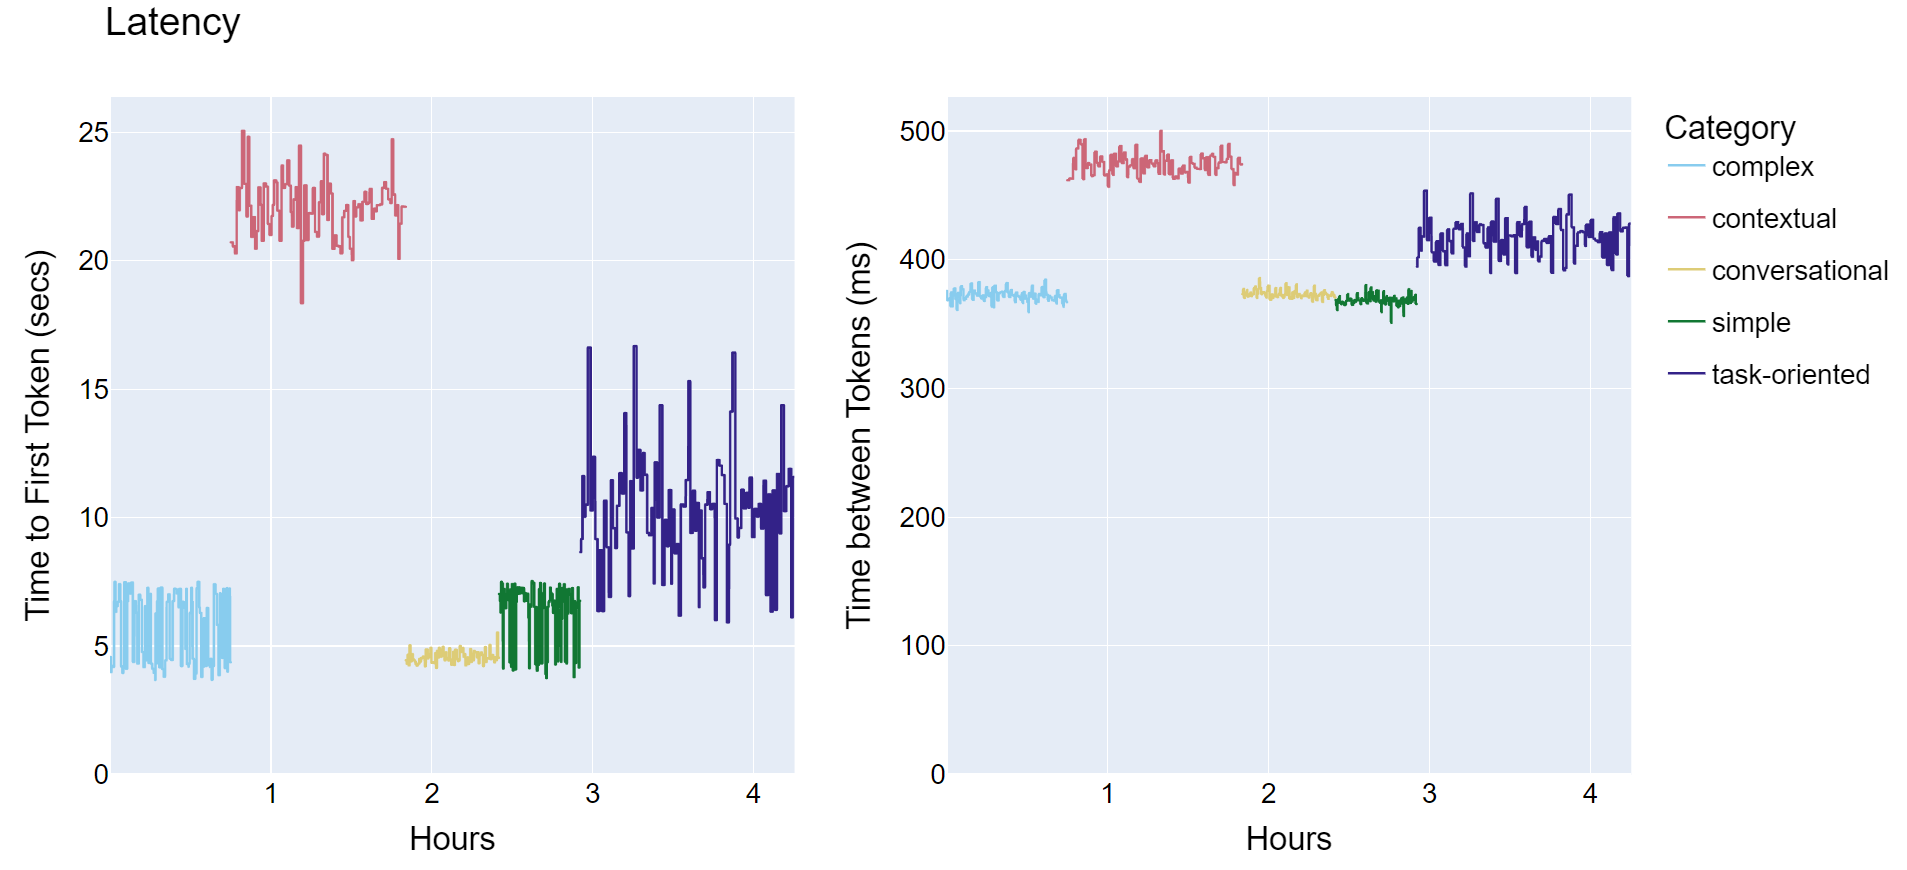 Latency
Time to First Token (secs)
25
20
15
10
5
0
1 2 3 4
Hours
Time between Tokens (ms)
500
400
300
200
100
0
1 2 3 4
Hours
Category
complex
contextual
conversational
simple
task-oriented